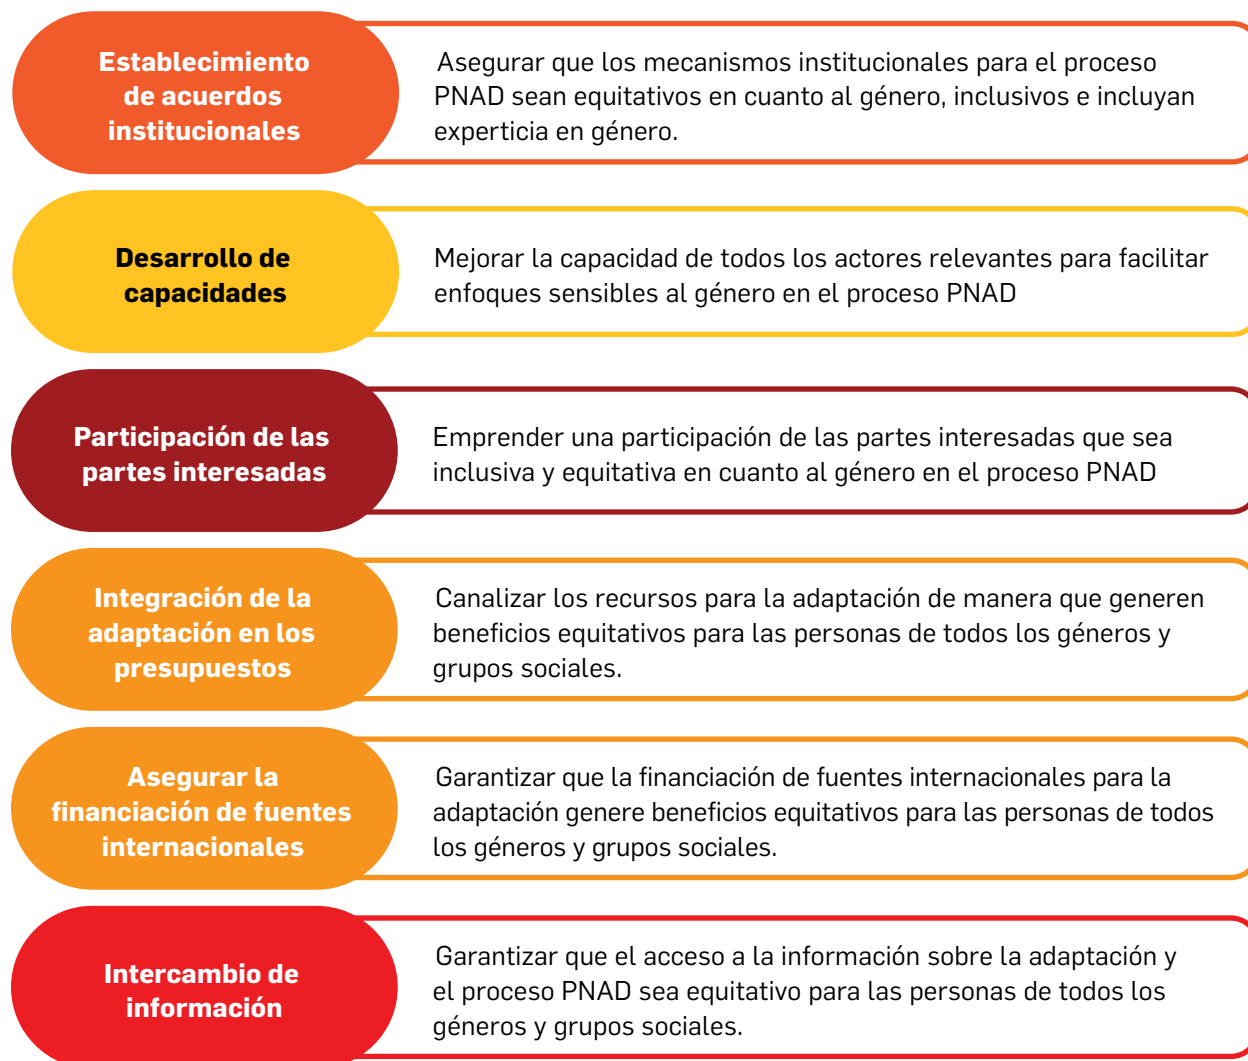 Establecimiento
de acuerdos
institucionales
Asegurar que los mecanismos institucionales para el proceso
PNAD sean equitativos en cuanto al género, inclusivos e incluyan
experticia en género.
Desarrollo de
capacidades
Mejorar la capacidad de todos los actores relevantes para facilitar
enfoques sensibles al género en el proceso PNAD
Participación de las
partes interesadas
Emprender una participación de las partes interesadas que sea
inclusiva y equitativa en cuanto al género en el proceso PNAD
Integración de la
adaptación en los
presupuestos
Canalizar los recursos para la adaptación de manera que generen
beneficios equitativos para las personas de todos los géneros y
grupos sociales.
Asegurar la
financiación de fuentes
internacionales
Garantizar que la financiación de fuentes internacionales para la
adaptación genere beneficios equitativos para las personas de todos
los géneros y grupos sociales.
Intercambio de
información
Garantizar que el acceso a la información sobre la adaptación y
el proceso PNAD sea equitativo para las personas de todos los
géneros y grupos sociales.